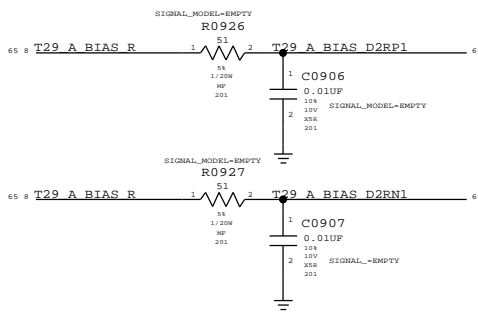 SIGNAL_MODEL=EMPTY
R0926
65 8 T29 A BIAS R 1 51 2 T29 A BIAS D2RP1 6
5%
1/20W
MF
201
1 C0906
0.01UF
10%
10V
X5R
201
2 SIGNAL_MODEL=EMPTY
SIGNAL_MODEL=EMPTY
R0927
65 8 T29 A BIAS R 1 51 2 T29 A BIAS D2RN1 6
5%
1/20W
MF
201
1 C0907
0.01UF
10%
10V
X5R
201
2 SIGNAL_=EMPTY